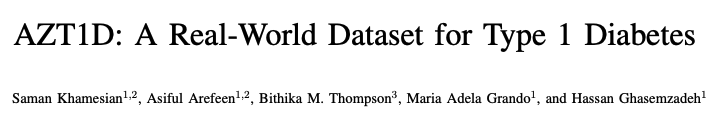 AZT1D: A Real-World Dataset for Type 1 Diabetes
Saman Khamesian1,2, Asiful Arefeen1,2, Bithika M. Thompson3, Maria Adela Grando1, and Hassan Ghasemzadeh1